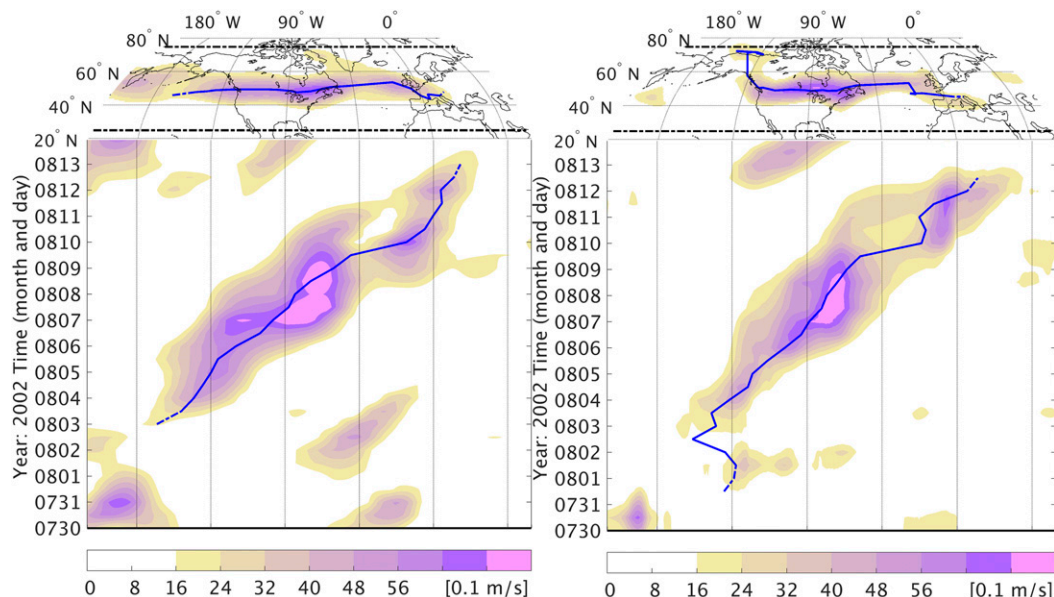 180° W 90° W 0°
80° N
60° N
40° N
20° N
0813
0812
0811
0810
0809
0808
0807
0806
0805
0804
0803
0802
0801
0731
0730
Year: 2002 Time (month and day)
0 8 16 24 32 40 48 56 [0.1 m/s]
180° W 90° W 0°
80° N
60° N
40° N
20° N
0813
0812
0811
0810
0809
0808
0807
0806
0805
0804
0803
0802
0801
0731
0730
Year: 2002 Time (month and day)
0 8 16 24 32 40 48 56 [0.1 m/s]